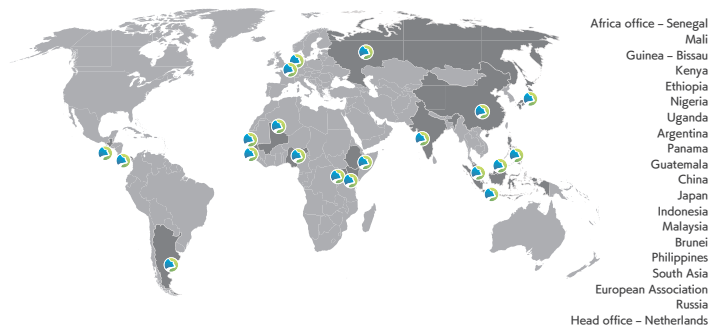 Africa office – Senegal
Mali
Guinea – Bissau
Kenya
Ethiopia
Nigeria
Uganda
Argentina
Panama
Guatemala
China
Japan
Indonesia
Malaysia
Brunei
Philippines
South Asia
European Association
Russia
Head office – Netherlands